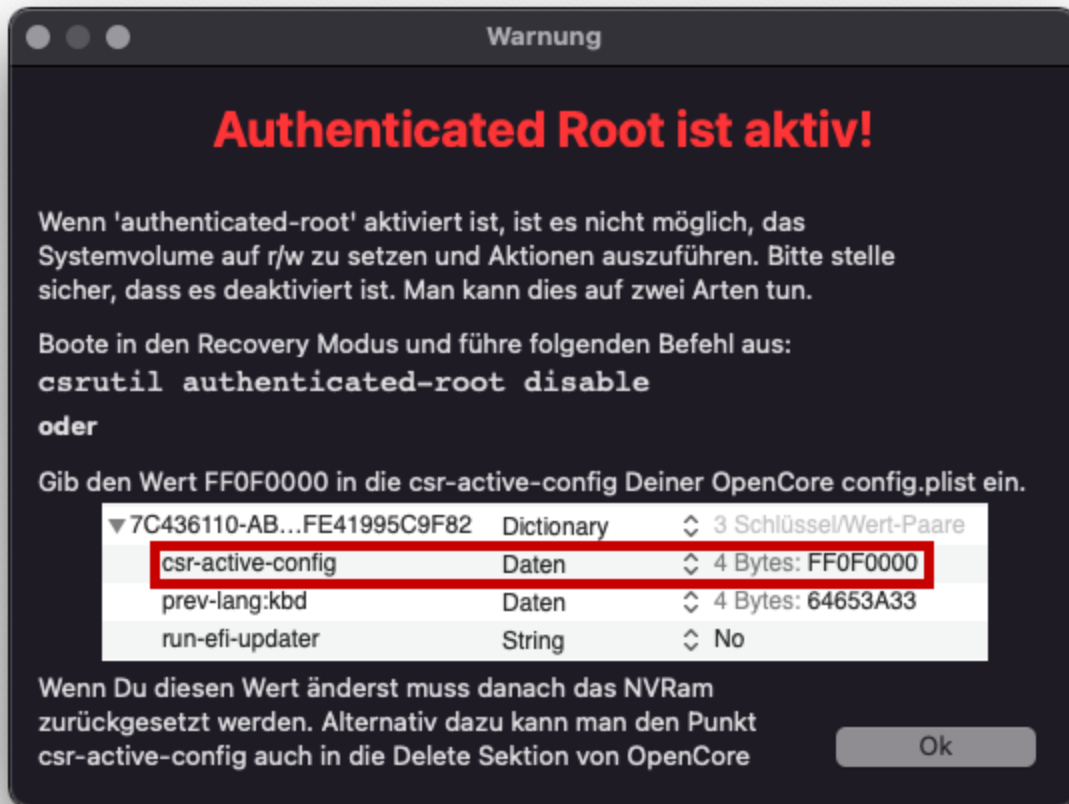 Warnung
Authenticated Root ist aktiv!
Wenn 'authenticated-root' aktiviert ist, ist es nicht möglich, das
Systemvolume auf r/w zu setzen und Aktionen auszuführen. Bitte stelle
sicher, dass es deaktiviert ist. Man kann dies auf zwei Arten tun.
Boote in den Recovery Modus und führe folgenden Befehl aus:
csrutil authenticated-root disable
oder
Gib den Wert FF0F0000 in die csr-active-config Deiner OpenCore config.plist ein.
7C436110-AB...FE41995C9F82 Dictionary 3 Schlüssel/Wert-Paare
csr-active-config Daten 4 Bytes: FF0F0000
prev-lang:kbd Daten 4 Bytes: 64653A33
run-efi-updater String No
Wenn Du diesen Wert änderst muss danach das NVRam
zurückgesetzt werden. Alternativ dazu kann man den Punkt
csr-active-config auch in die Delete Sektion von OpenCore
Ok